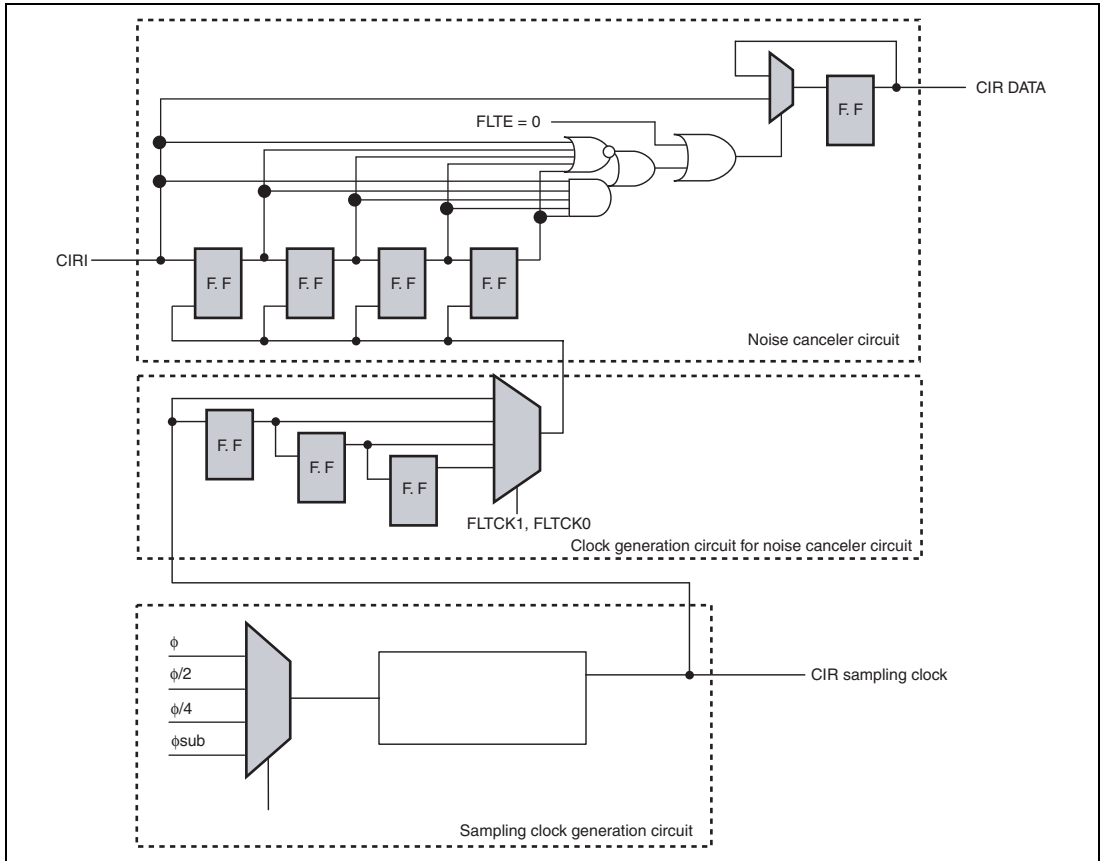 CIR DATA
F. F
FLTE = 0
CIRI
F. F
F. F
F. F
F. F
Noise canceler circuit
F. F
F. F
F. F
FLTCK1, FLTCK0
Clock generation circuit for noise canceler circuit
ϕ
ϕ/2
ϕ/4
ϕsub
CIR sampling clock
Sampling clock generation circuit